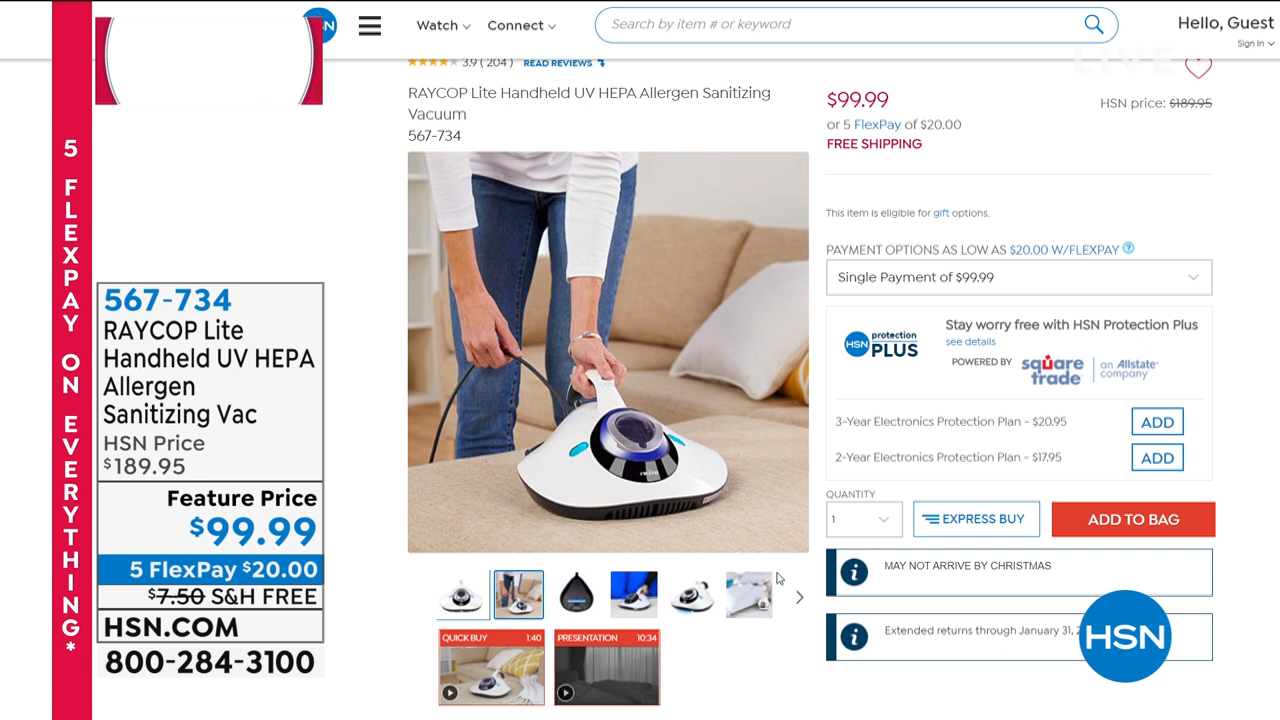 5 FLEXPAY ON EVERYTHING*
Watch
Connect
Search by item # or keyword
Hello, Guest
Sign In
LIVE
3.9 ( 204 ) READ REVIEWS
RAYCOP Lite Handheld UV HEPA Allergen Sanitizing
Vacuum
567-734
$99.99
HSN price: $189.95
or 5 FlexPay of $20.00
FREE SHIPPING
This item is eligible for gift options.
PAYMENT OPTIONS AS LOW AS $20.00 W/FLEXPAY ?
Single Payment of $99.99
HSN protection PLUS
Stay worry free with HSN Protection Plus
see details
POWERED BY square trade an Allstate company
3-Year Electronics Protection Plan - $20.95 ADD
2-Year Electronics Protection Plan - $17.95 ADD
QUANTITY
1 EXPRESS BUY ADD TO BAG
MAY NOT ARRIVE BY CHRISTMAS
Extended returns through January 31,
HSN
567-734
RAYCOP Lite
Handheld UV HEPA
Allergen
Sanitizing Vac
HSN Price
$189.95
Feature Price
$99.99
5 FlexPay $20.00
$7.50 S&H FREE
HSN.COM
800-284-3100
QUICK BUY 1:40
PRESENTATION 10:34